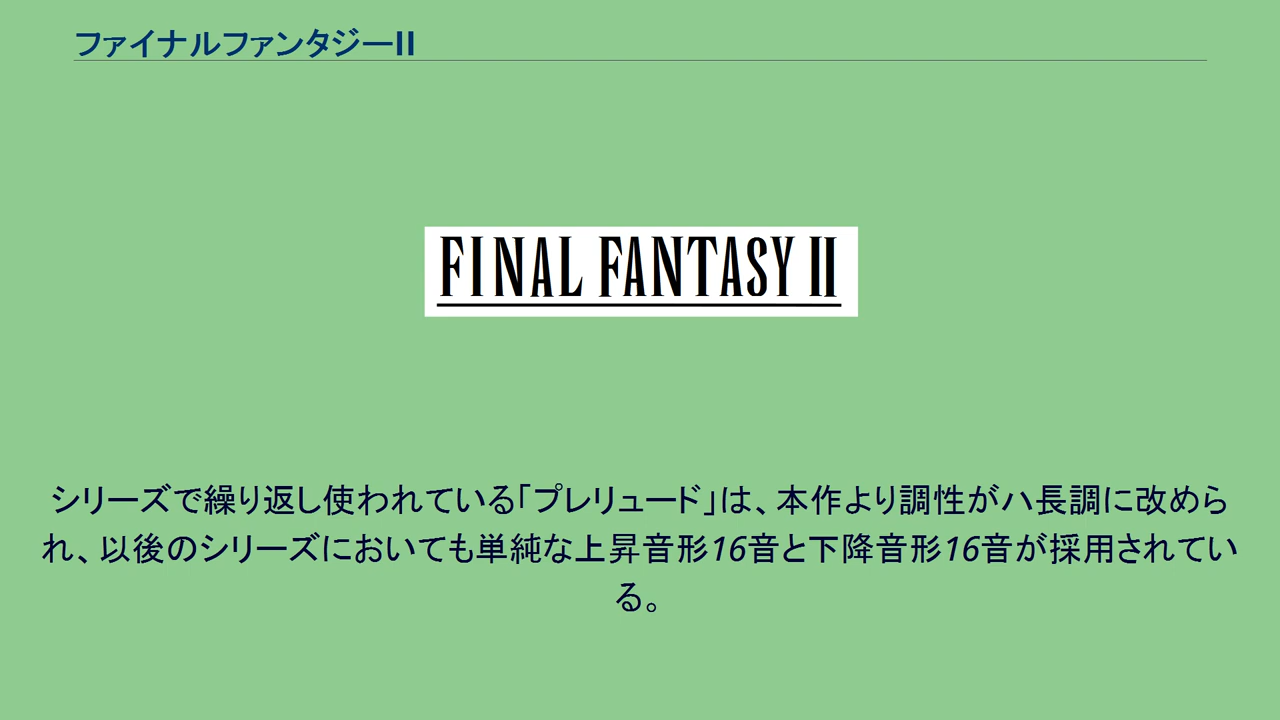 ファイナルファンタジーII
FINAL FANTASY II
シリーズで繰り返し使われている「プレリュード」は、本作より調性がハ長調に改めら
れ、以後のシリーズにおいても単純な上昇音形16音と下降音形16音が採用されてい
る。